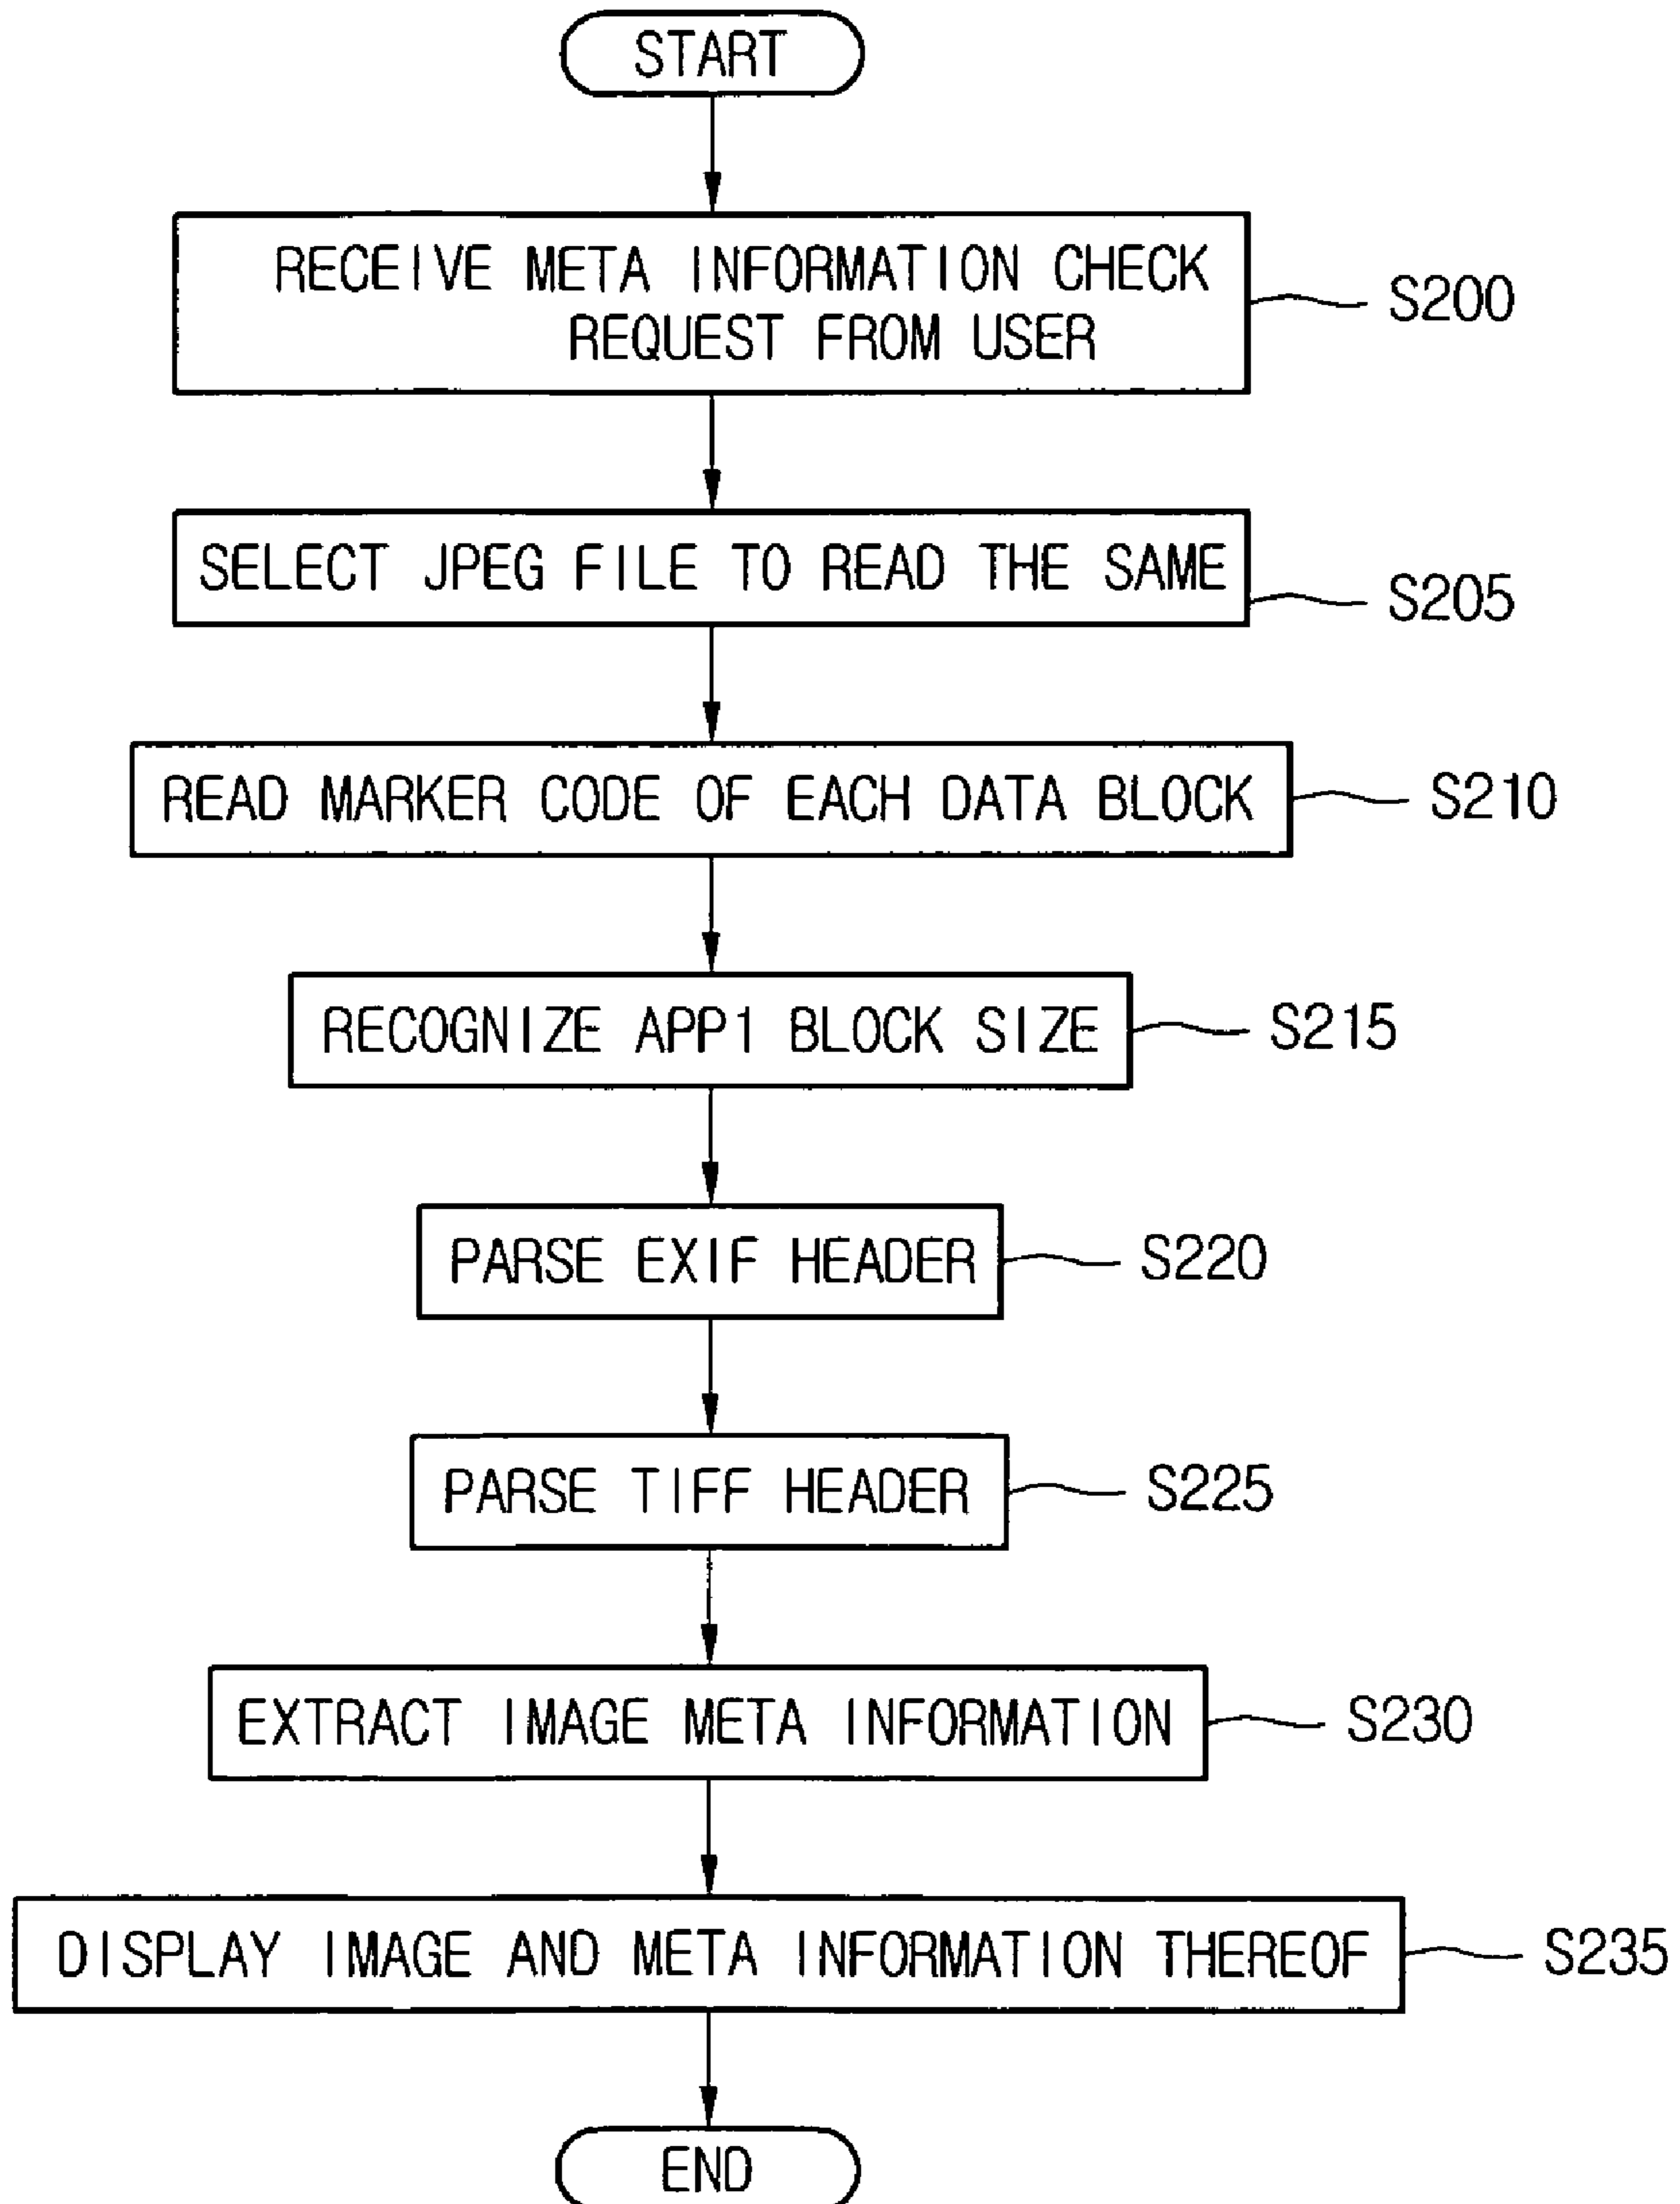 START
RECEIVE META INFORMATION CHECK
REQUEST FROM USER
S200
SELECT JPEG FILE TO READ THE SAME
S205
READ MARKER CODE OF EACH DATA BLOCK
S210
RECOGNIZE APP1 BLOCK SIZE
S215
PARSE EXIF HEADER
S220
PARSE TIFF HEADER
S225
EXTRACT IMAGE META INFORMATION
S230
DISPLAY IMAGE AND META INFORMATION THEREOF
S235
END